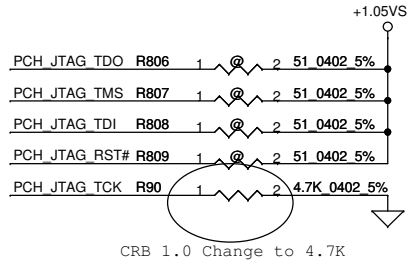 +1.05VS
PCH_JTAG_TDO R806 1 @ 2 51_0402_5%
PCH_JTAG_TMS R807 1 @ 2 51_0402_5%
PCH_JTAG_TDI R808 1 @ 2 51_0402_5%
PCH_JTAG_RST# R809 1 @ 2 51_0402_5%
PCH_JTAG_TCK R90 1 2 4.7K_0402_5%
CRB 1.0 Change to 4.7K